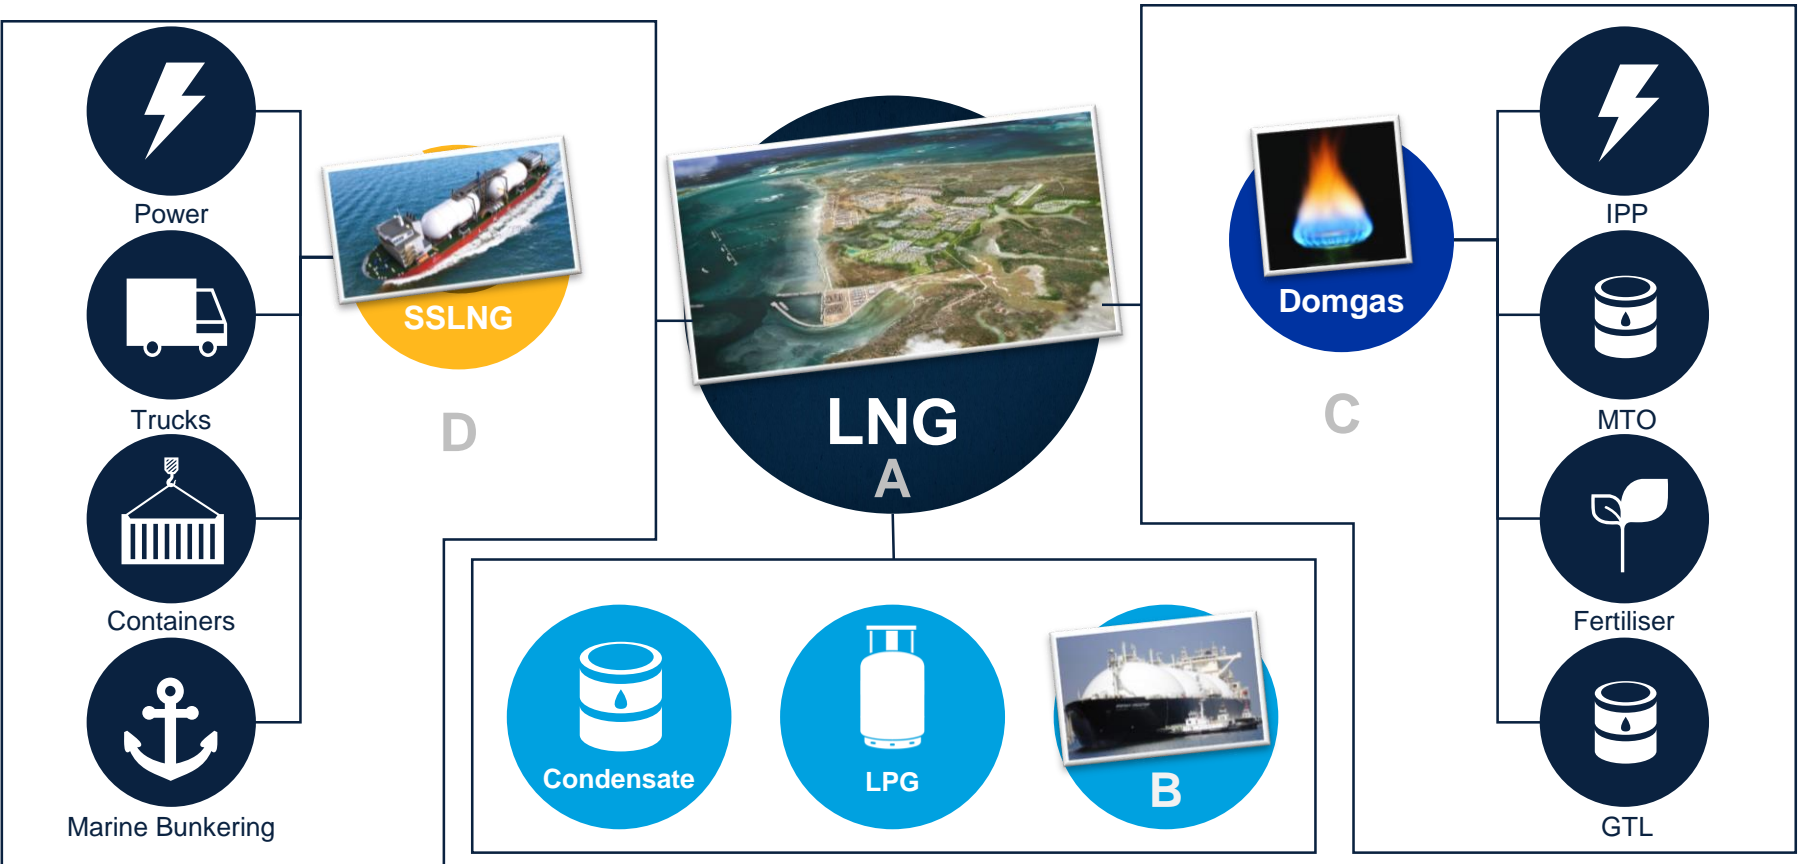 Power
Trucks
Containers
Marine Bunkering
SSLNG
D
LNG
A
Condensate
LPG
B
Domgas
C
IPP
MTO
Fertiliser
GTL